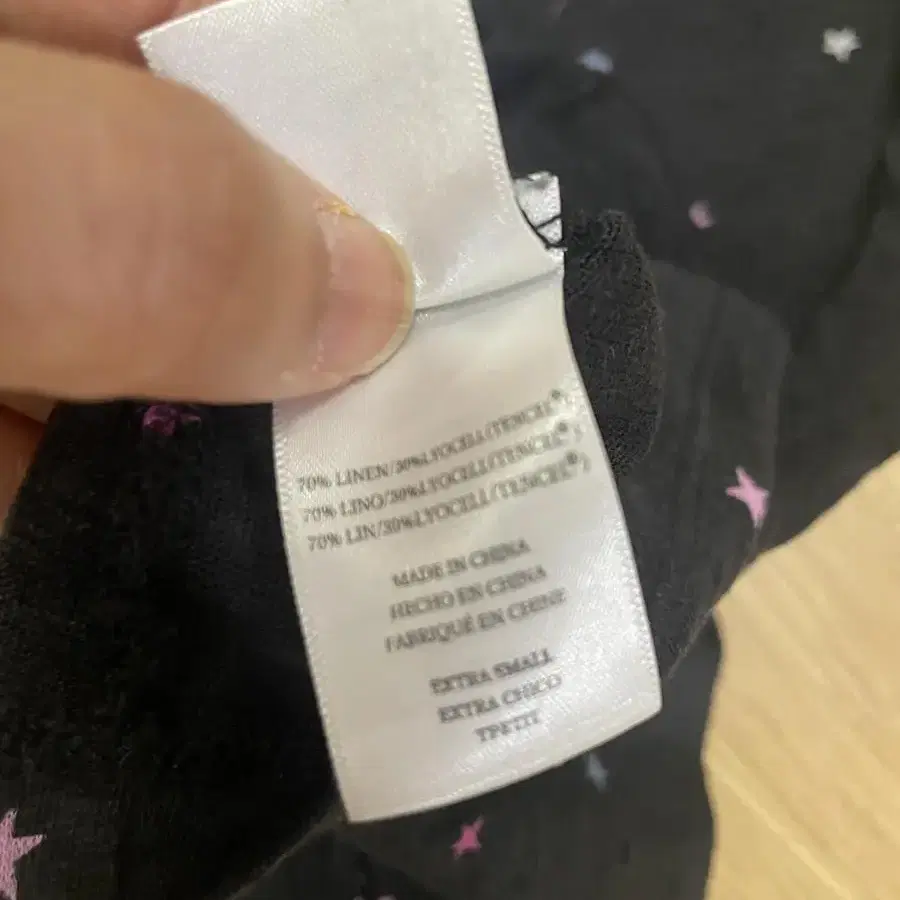 70% LINEN/30%LYOCELL(TENCEL®)
70% LINO/30%LYOCELL(TENCEL®)
70% LIN/30%LYOCELL(TENCEL®)
MADE IN CHINA
HECHO EN CHINA
FABRIQUÉ EN CHINE
EXTRA SMALL
EXTRA CHICO
TP-ETIT